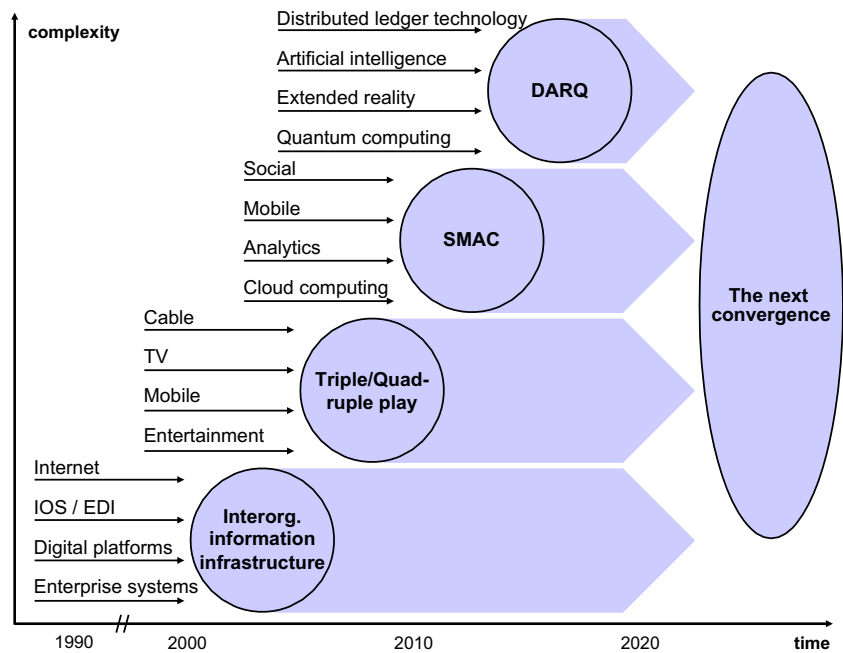 complexity
Distributed ledger technology
Artificial intelligence
Extended reality
Quantum computing
DARQ
Social
Mobile
Analytics
Cloud computing
SMAC
Cable
TV
Mobile
Entertainment
Triple/Quad-
ruple play
Internet
IOS / EDI
Digital platforms
Enterprise systems
Interorg.
information
infrastructure
The next
convergence
1990
2000
2010
2020
time